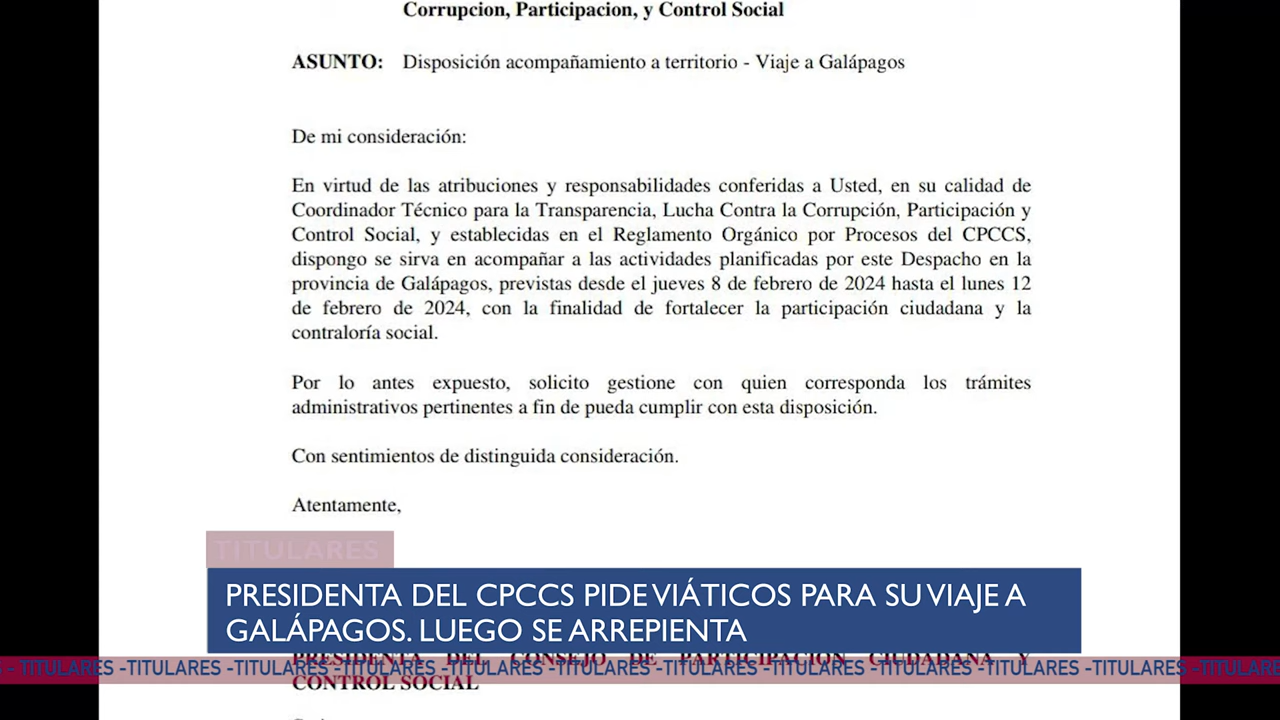 Corrupcion, Participacion, y Control Social
ASUNTO: Disposición acompañamiento a territorio - Viaje a Galápagos
De mi consideración:
En virtud de las atribuciones y responsabilidades conferidas a Usted, en su calidad de
Coordinador Técnico para la Transparencia, Lucha Contra la Corrupción, Participación y
Control Social, y establecidas en el Reglamento Orgánico por Procesos del CPCCS,
dispongo se sirva en acompañar a las actividades planificadas por este Despacho en la
provincia de Galápagos, previstas desde el jueves 8 de febrero de 2024 hasta el lunes 12
de febrero de 2024, con la finalidad de fortalecer la participación ciudadana y la
contraloría social.
Por lo antes expuesto, solicito gestione con quien corresponda los trámites
administrativos pertinentes a fin de pueda cumplir con esta disposición.
Con sentimientos de distinguida consideración.
Atentamente,
TITULARES
PRESIDENTA DEL CPCCS PIDE VIÁTICOS PARA SU VIAJE A
GALÁPAGOS. LUEGO SE ARREPIENTA
PRESIDENTA DEL CONSEJO DE PARTICIPACION CIUDADANA Y
S - TITULARES -TITULARES -TITULARES -TITULARES -TITULARES -TITULARES -TITULARES -TITULARES -TITULARES -TITULARES -TITULARES -TITULARE
CONTROL SOCIAL